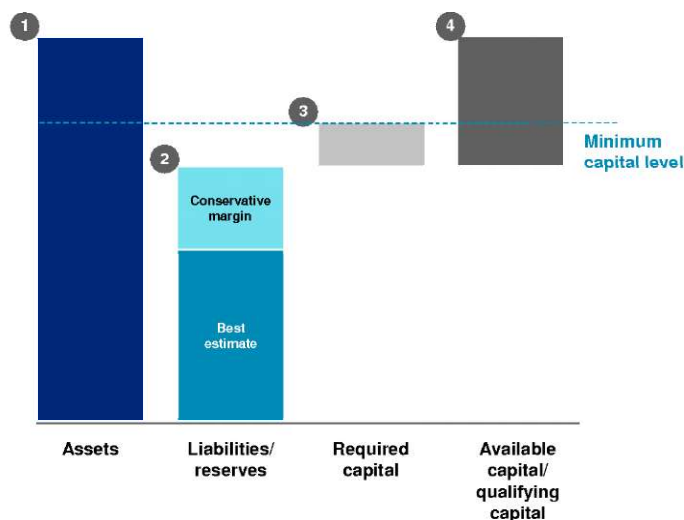 1
4
3
Minimum
capital level
2
Conservative
margin
Best
estimate
Assets
Liabilities/
reserves
Required
capital
Available
capital/
qualifying
capital